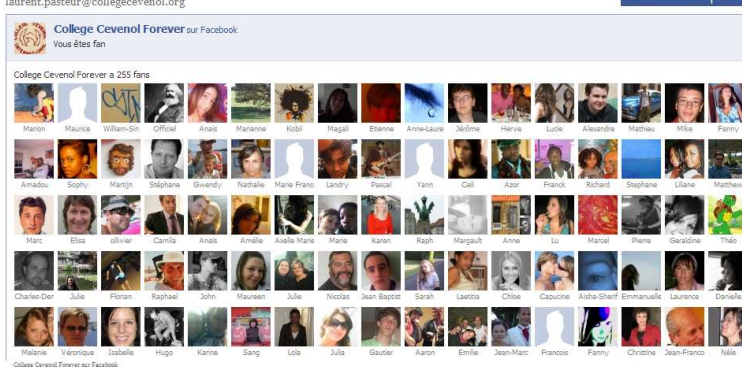 laurent.pasteur@collegecevenol.org
College Cevenol Forever sur Facebook
Vous êtes fan
College Cevenol Forever a 255 fans
Marion Maurice William-Sin Officiel Anais Marianne Kobii Magali Etienne Anne-Laure Jérôme Herve Lucie Alexandre Mathieu Mike Fanny
Amadou Sophy Martijn Stéphane Gwendy Nathalie Marie Franc Landry Pascal Yann Celi Azor Franck Richard Stephane Liliane Matthew
Marc Elisa ollivier Camila Anaïs Amélie Axelle Marie Marie Karen Raph Margault Anne Lu Marcel Pierre Geraldine Théo
Charles-Der Julie Florian Raphael John Maureen Julie Nicolas Jean Baptist Sarah Laetitia Chloe Capucine Aisha-Sherif Emmanuelle Laurence Danielle
Melanie Véronique Isabelle Hugo Karine Sang Lola Julia Gautier Aaron Emilie Jean-Marc Francois Fanny Christine Jean-Franco Nèle
College Cevenol Forever sur Facebook